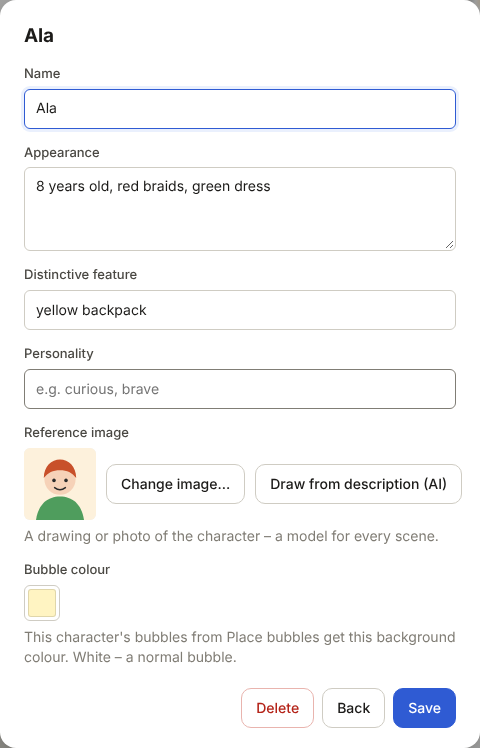 Ala
Name
Ala
Appearance
8 years old, red braids, green dress
Distinctive feature
yellow backpack
Personality
e.g. curious, brave
Reference image
Change image...
Draw from description (AI)
A drawing or photo of the character – a model for every scene.
Bubble colour
This character's bubbles from Place bubbles get this background
colour. White – a normal bubble.
Delete
Back
Save